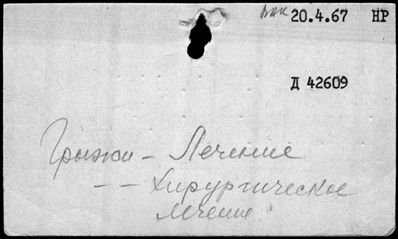 20.4.67 НР
Д 42609
Грыжи - Лечение
- - Хирургическое
лечение